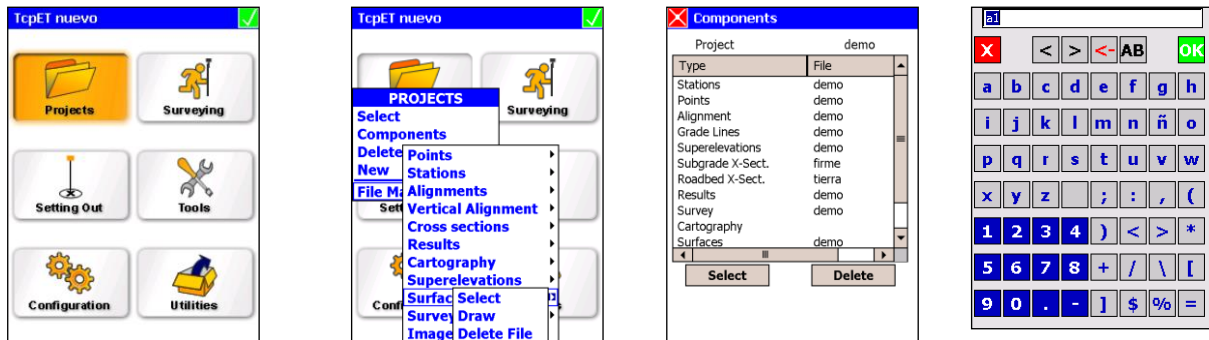 TcpET nuevo
Projects
Surveying
Setting Out
Tools
Configuration
Utilities
TcpET nuevo
Surveying
PROJECTS
Select
Components
Delete
New
File Ma
Points
Stations
Alignments
Vertical Alignment
Cross sections
Results
Cartography
Superelevations
Surfac
Survey
Image
Select
Draw
Delete File
Sett
Confi
s
Components
Project demo
Type File
Stations demo
Points demo
Alignment demo
Grade Lines demo
Superelevations demo
Subgrade X-Sect. firme
Roadbed X-Sect. tierra
Results demo
Survey demo
Cartography
Surfaces demo
Select Delete
a1
X < > <- AB OK
a b c d e f g h
i j k l m n ñ o
p q r s t u v w
x y z ; : , (
1 2 3 4 ) < > *
5 6 7 8 + / \ [
9 0 . - ] $ % =